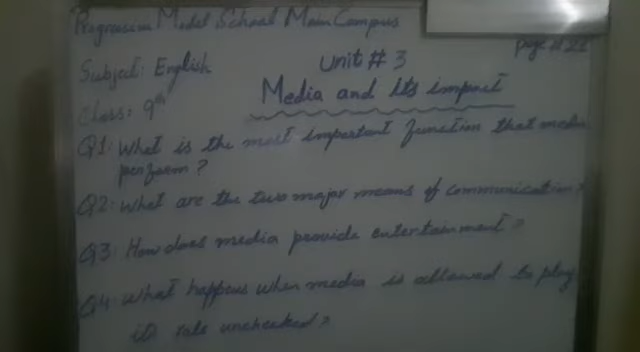 Progressive Model School Main Campus
Page # 22
Subject: English
Unit # 3
Class: 9th
Media and Its impact
Q1: What is the most important function that media
perform?
Q2: What are the two major means of communication?
Q3: How does media provide entertainment?
Q4: What happens when media is allowed to play
its role unchecked?